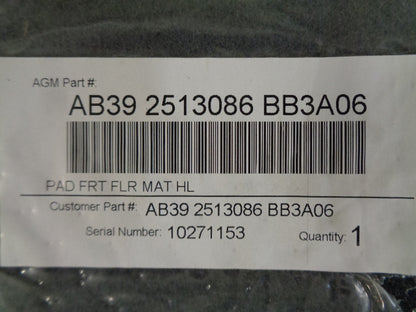 AGM Part #:
AB39 2513086 BB3A06
PAD FRT FLR MAT HL
Customer Part #: AB39 2513086 BB3A06
Serial Number: 10271153 Quantity: 1